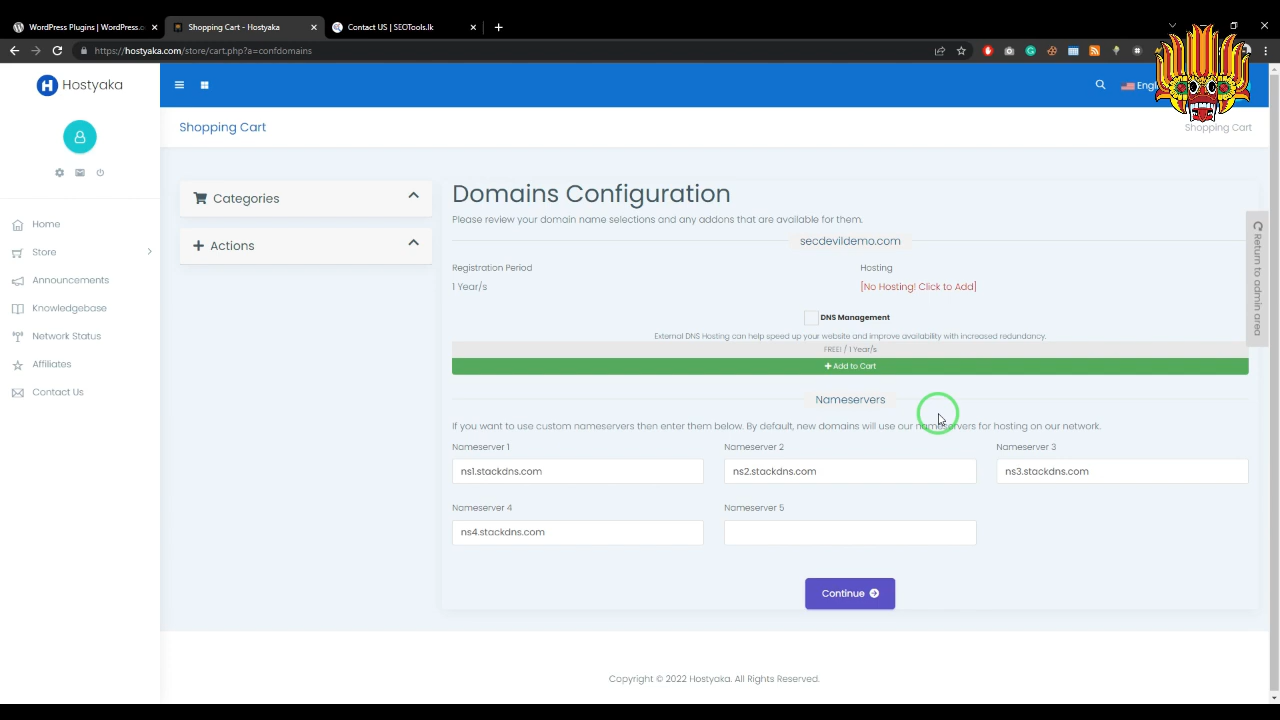 WordPress Plugins | WordPress.o
Shopping Cart - Hostyaka
Contact US | SEOTools.lk
https://hostyaka.com/store/cart.php?a=confdomains
Hostyaka
Shopping Cart
Shopping Cart
Home
Store
Announcements
Knowledgebase
Network Status
Affiliates
Contact Us
Categories
Actions
Domains Configuration
Please review your domain name selections and any addons that are available for them.
secdevildemo.com
Registration Period
Hosting
1 Year/s
[No Hosting! Click to Add]
DNS Management
External DNS Hosting can help speed up your website and improve availability with increased redundancy.
FREE! / 1 Year/s
Add to Cart
Return to admin area
Nameservers
If you want to use custom nameservers then enter them below. By default, new domains will use our nameservers for hosting on our network.
Nameserver 1
Nameserver 2
Nameserver 3
ns1.stackdns.com
ns2.stackdns.com
ns3.stackdns.com
Nameserver 4
Nameserver 5
ns4.stackdns.com
Continue
Copyright © 2022 Hostyaka. All Rights Reserved.